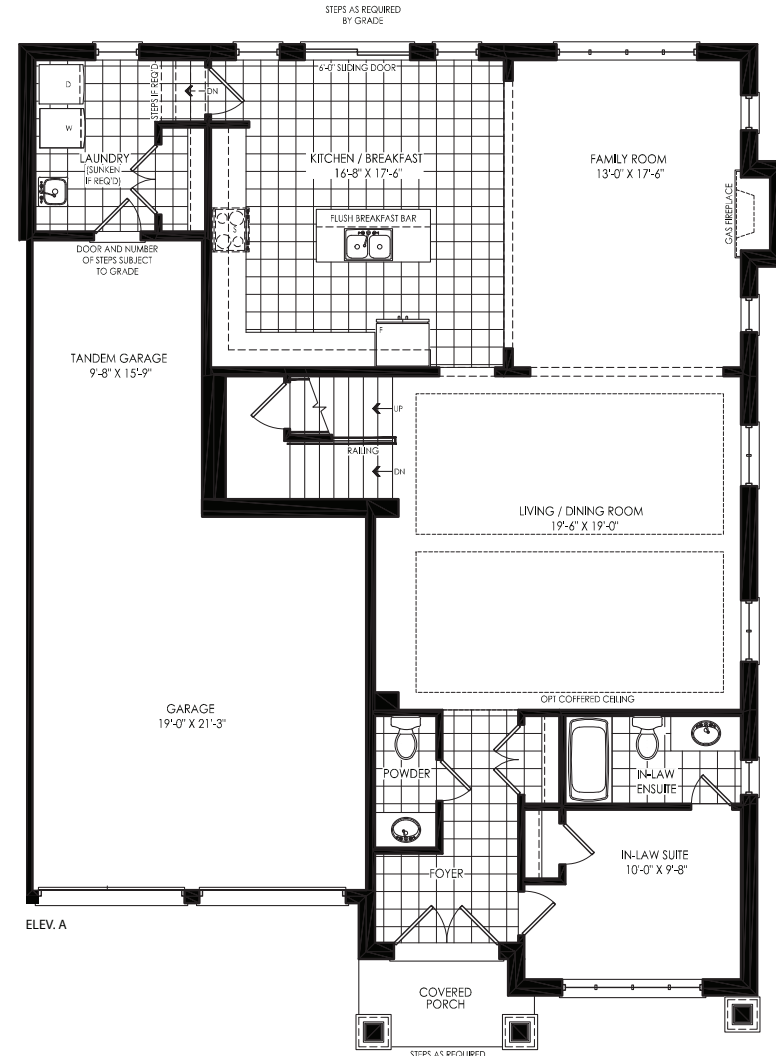 STEPS AS REQUIRED
BY GRADE
6'-0" SLIDING DOOR
D
W
STEPS IF REQ'D
DN
LAUNDRY
(SUNKEN
IF REQ'D)
KITCHEN / BREAKFAST
16'-8" X 17'-6"
FAMILY ROOM
13'-0" X 17'-6"
GAS FIREPLACE
FLUSH BREAKFAST BAR
S
DOOR AND NUMBER
OF STEPS SUBJECT
TO GRADE
F
TANDEM GARAGE
9'-8" X 15'-9"
UP
RAILING
DN
LIVING / DINING ROOM
19'-6" X 19'-0"
OPT COFFERED CEILING
GARAGE
19'-0" X 21'-3"
POWDER
IN-LAW
ENSUITE
IN-LAW SUITE
10'-0" X 9'-8"
FOYER
ELEV. A
COVERED
PORCH
STEPS AS REQUIRED